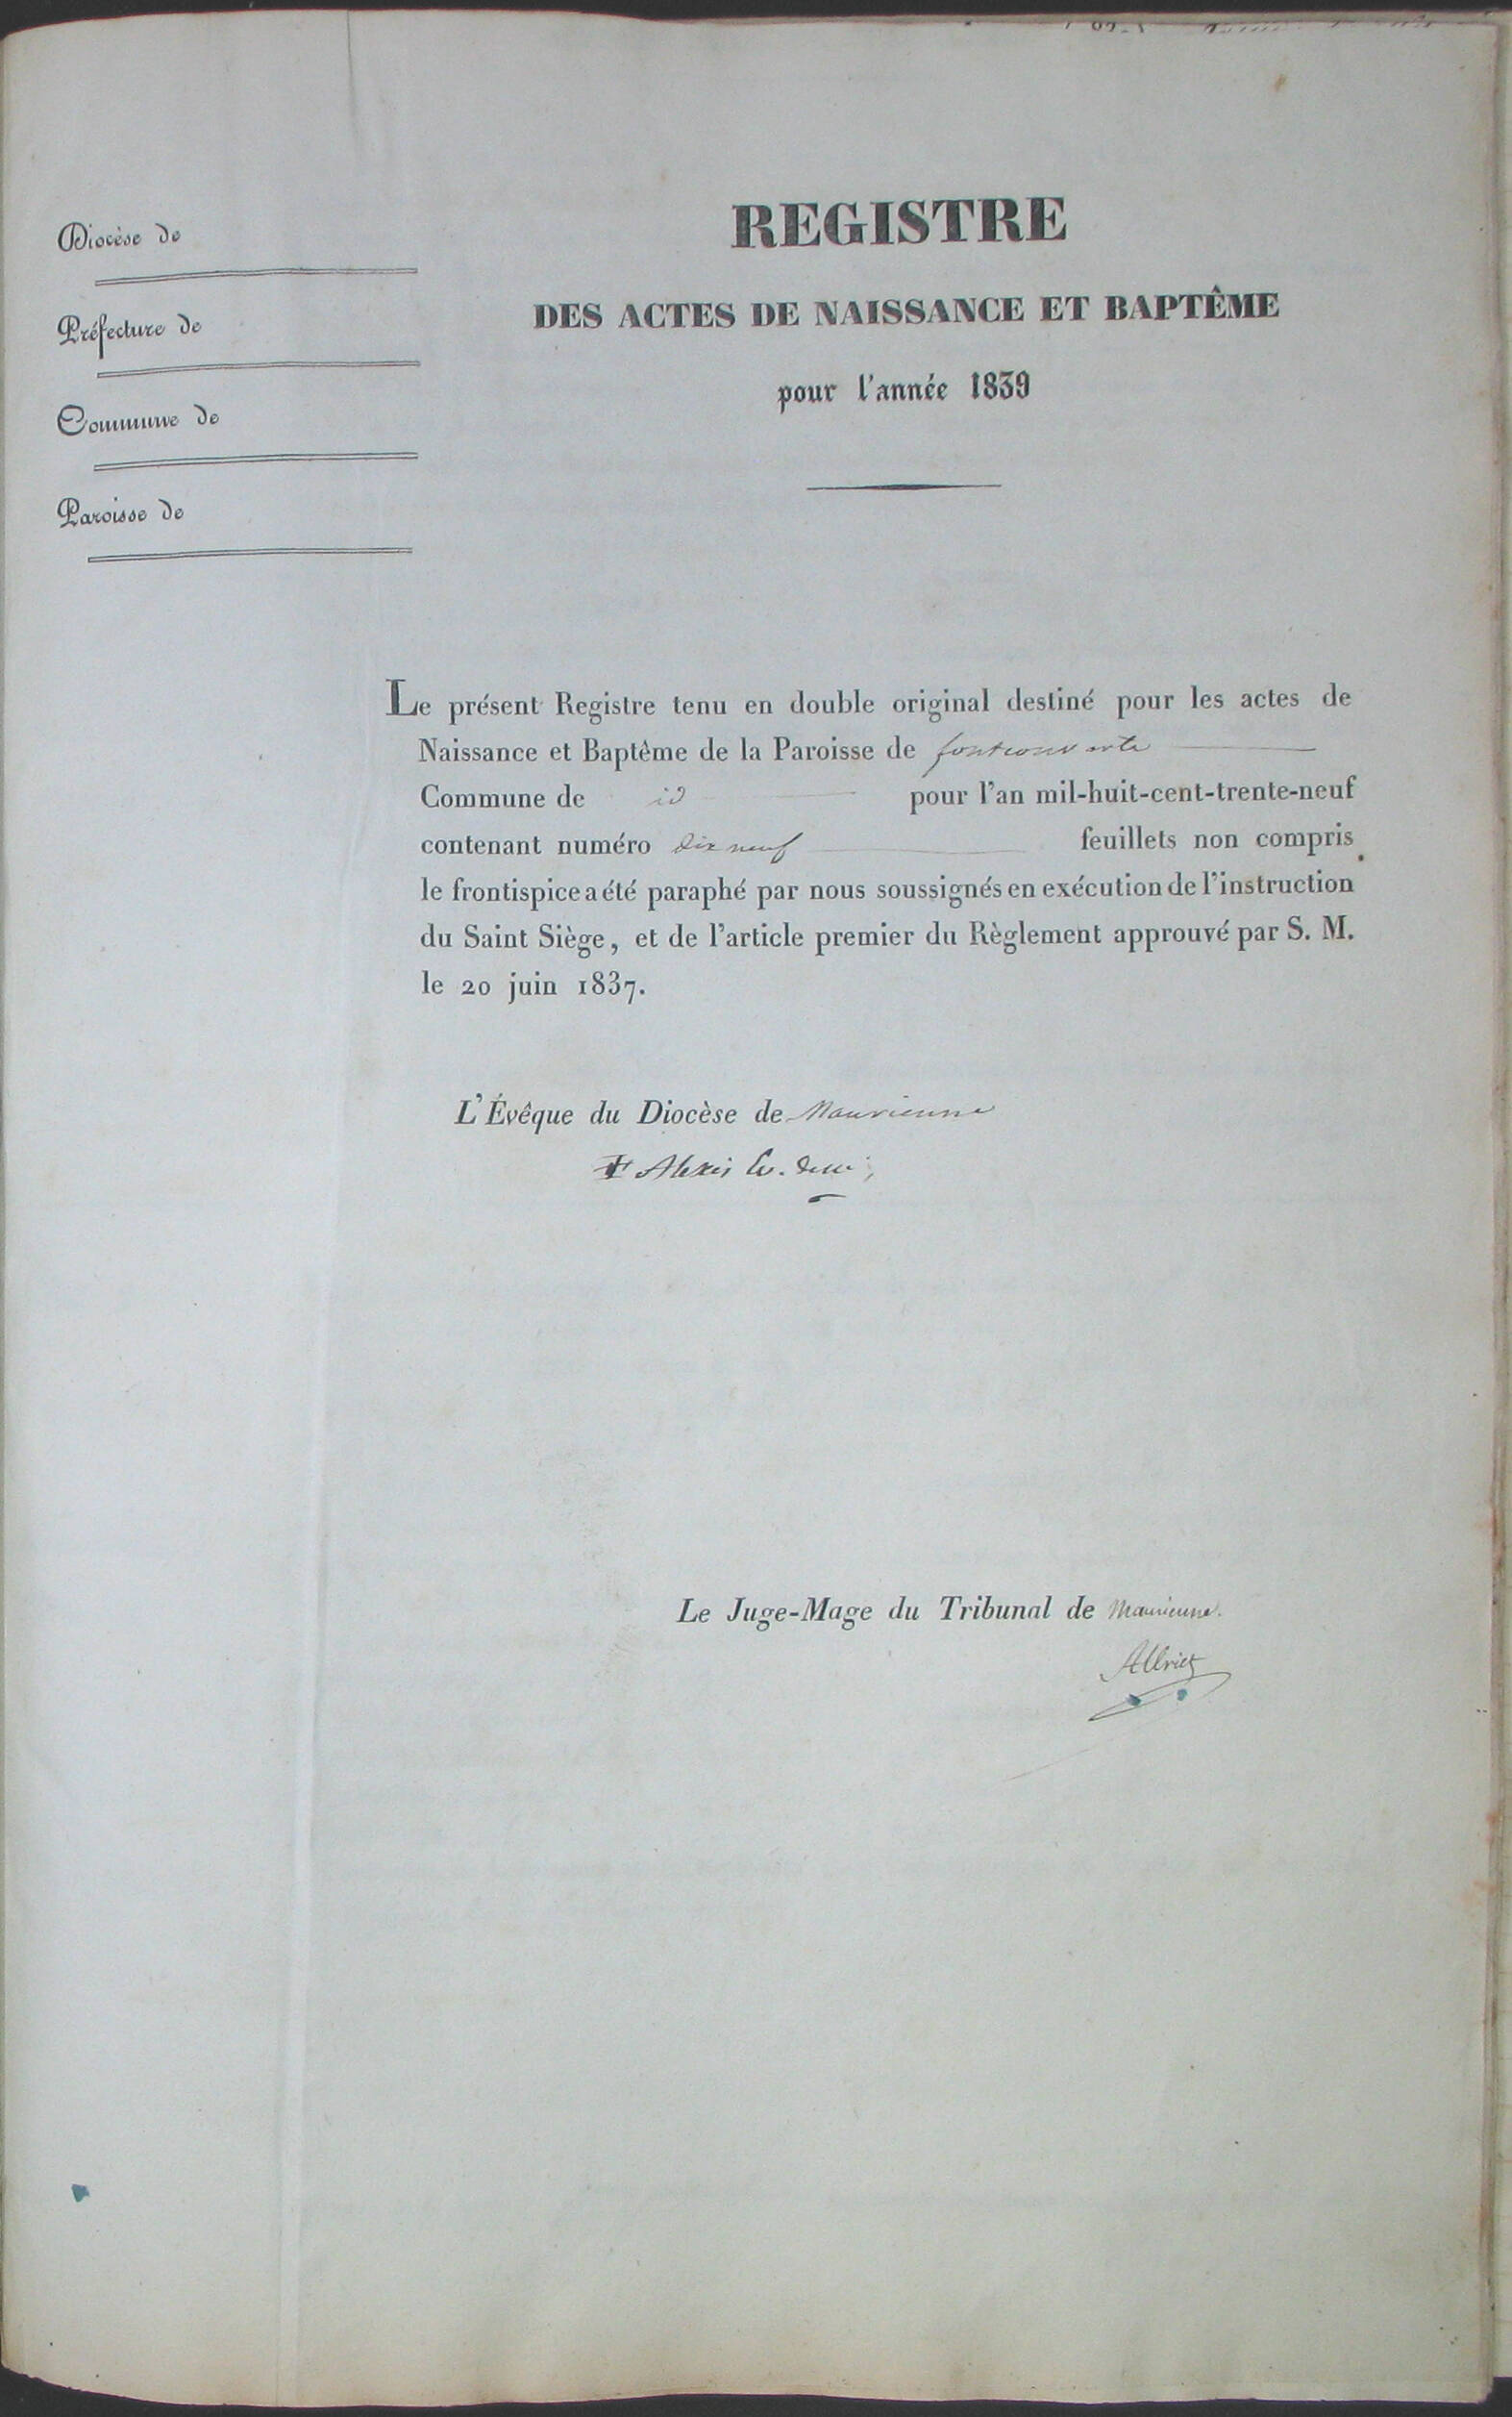 Diocèse de
Préfecture de
Commune de
Paroisse de
REGISTRE
DES ACTES DE NAISSANCE ET BAPTÊME
pour l'année 1839
Le présent Registre tenu en double original destiné pour les actes de
Naissance et Baptême de la Paroisse de fontcouverte
Commune de id pour l'an mil-huit-cent-trente-neuf
contenant numéro dix neuf feuillets non compris
le frontispice a été paraphé par nous soussignés en exécution de l'instruction
du Saint Siège, et de l'article premier du Règlement approuvé par S. M.
le 20 juin 1837.
L'Évêque du Diocèse de Maurienne
Alexis Ev.
Le Juge-Mage du Tribunal de Maurienne.